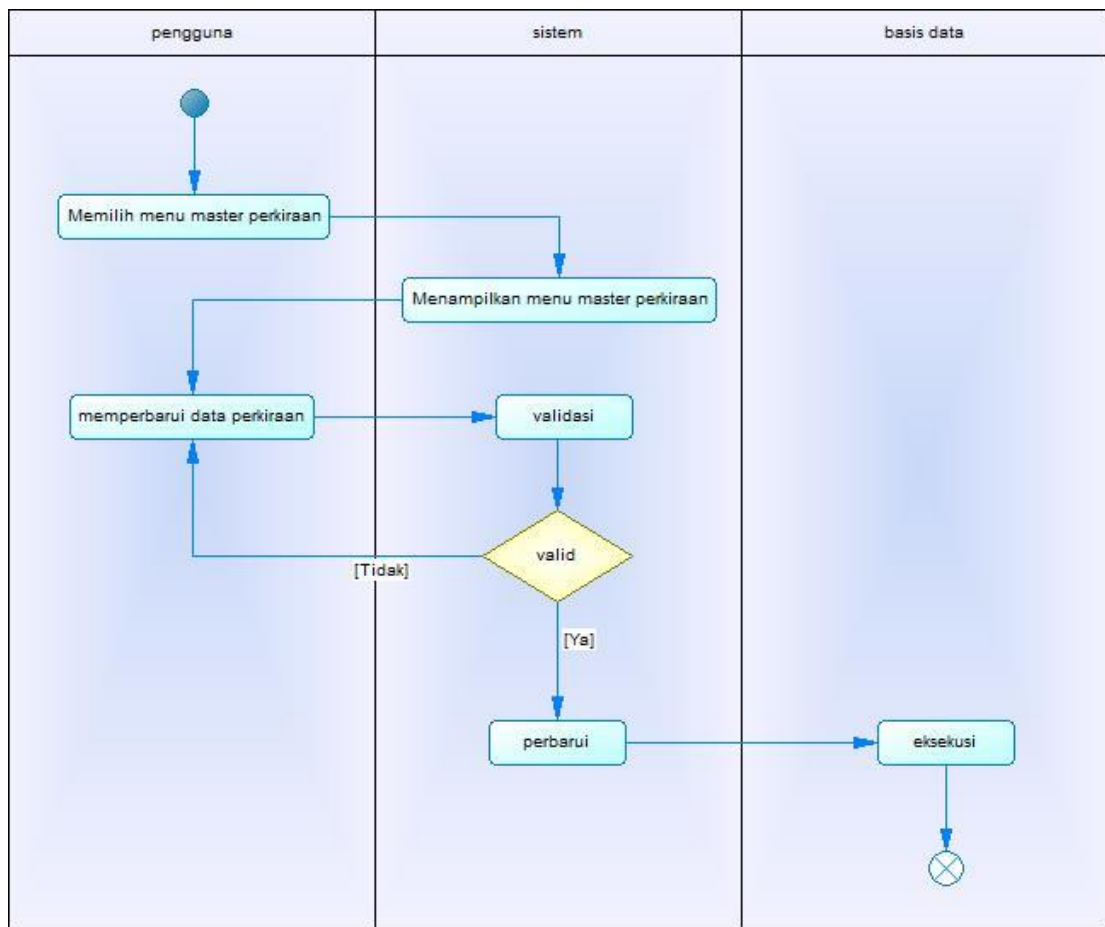 pengguna
sistem
basis data
Memilih menu master perkiraan
Menampilkan menu master perkiraan
memperbarui data perkiraan
validasi
valid
[Tidak]
[Ya]
perbarui
eksekusi